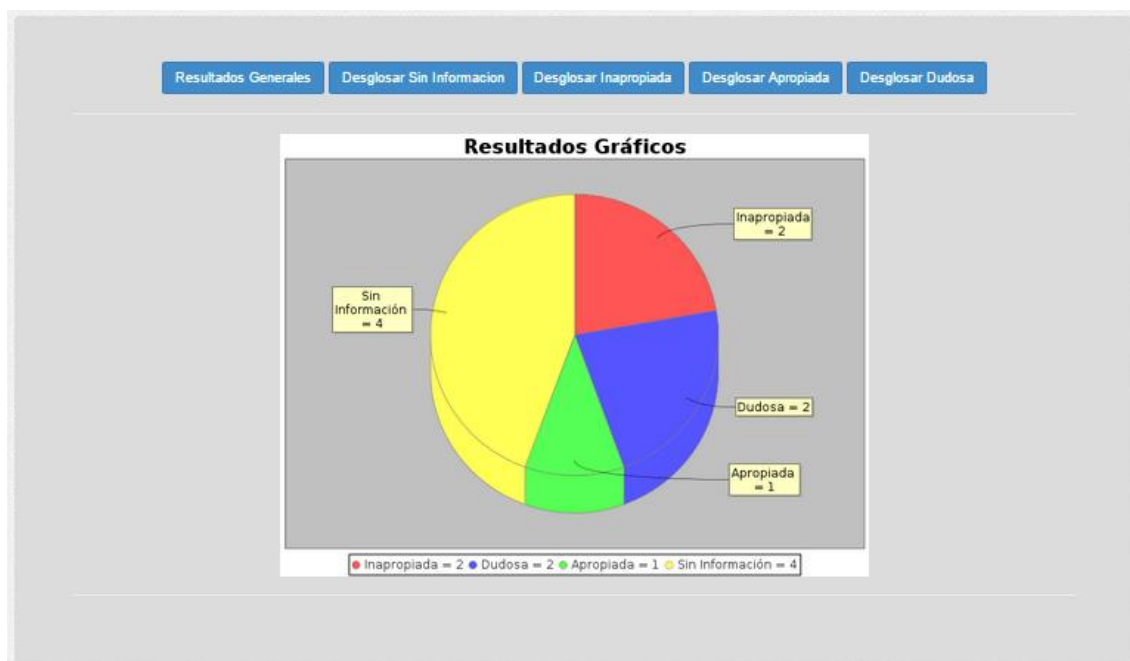 Resultados Generales Desglosar Sin Informacion Desglosar Inapropiada Desglosar Apropiada Desglosar Dudosa
Resultados Gráficos
Inapropiada
= 2
Sin
Información
= 4
Dudosa = 2
Apropiada
= 1
Inapropiada = 2 Dudosa = 2 Apropiada = 1 Sin Información = 4